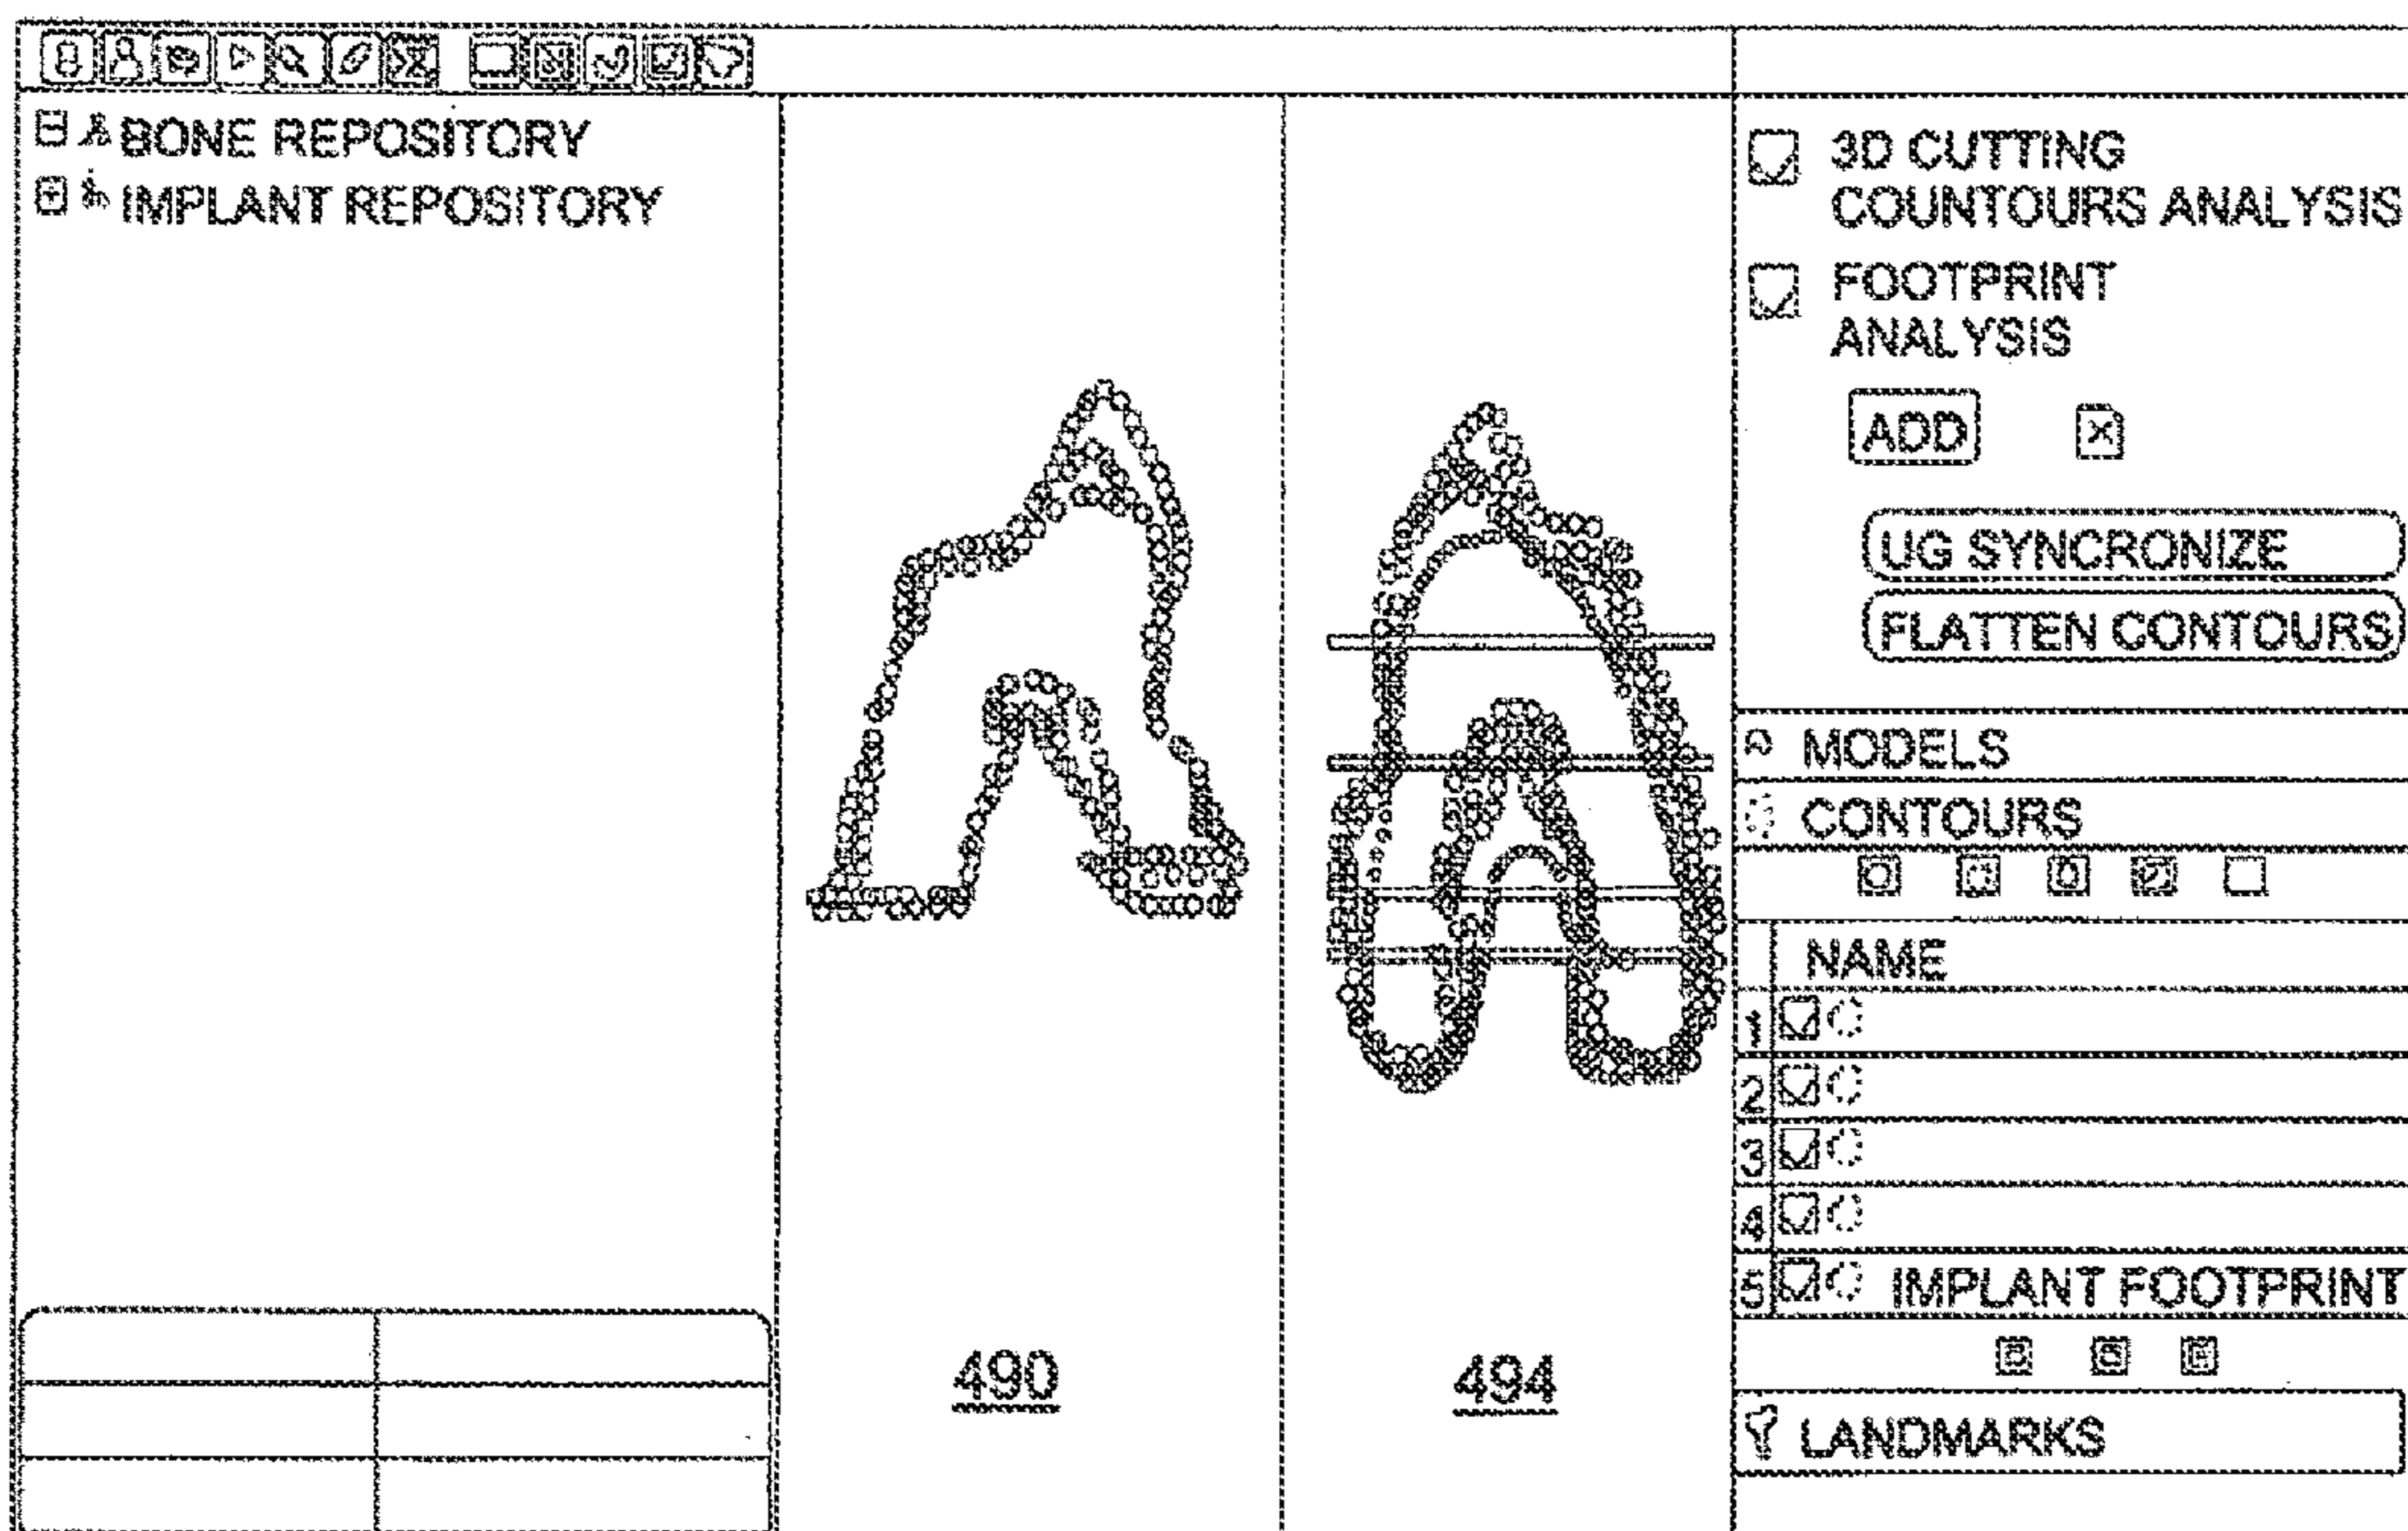 BONE REPOSITORY
IMPLANT REPOSITORY
490
494
3D CUTTING
COUNTOURS ANALYSIS
FOOTPRINT
ANALYSIS
ADD
UG SYNCRONIZE
FLATTEN CONTOURS
MODELS
CONTOURS
NAME
1
2
3
4
5 IMPLANT FOOTPRINT
LANDMARKS